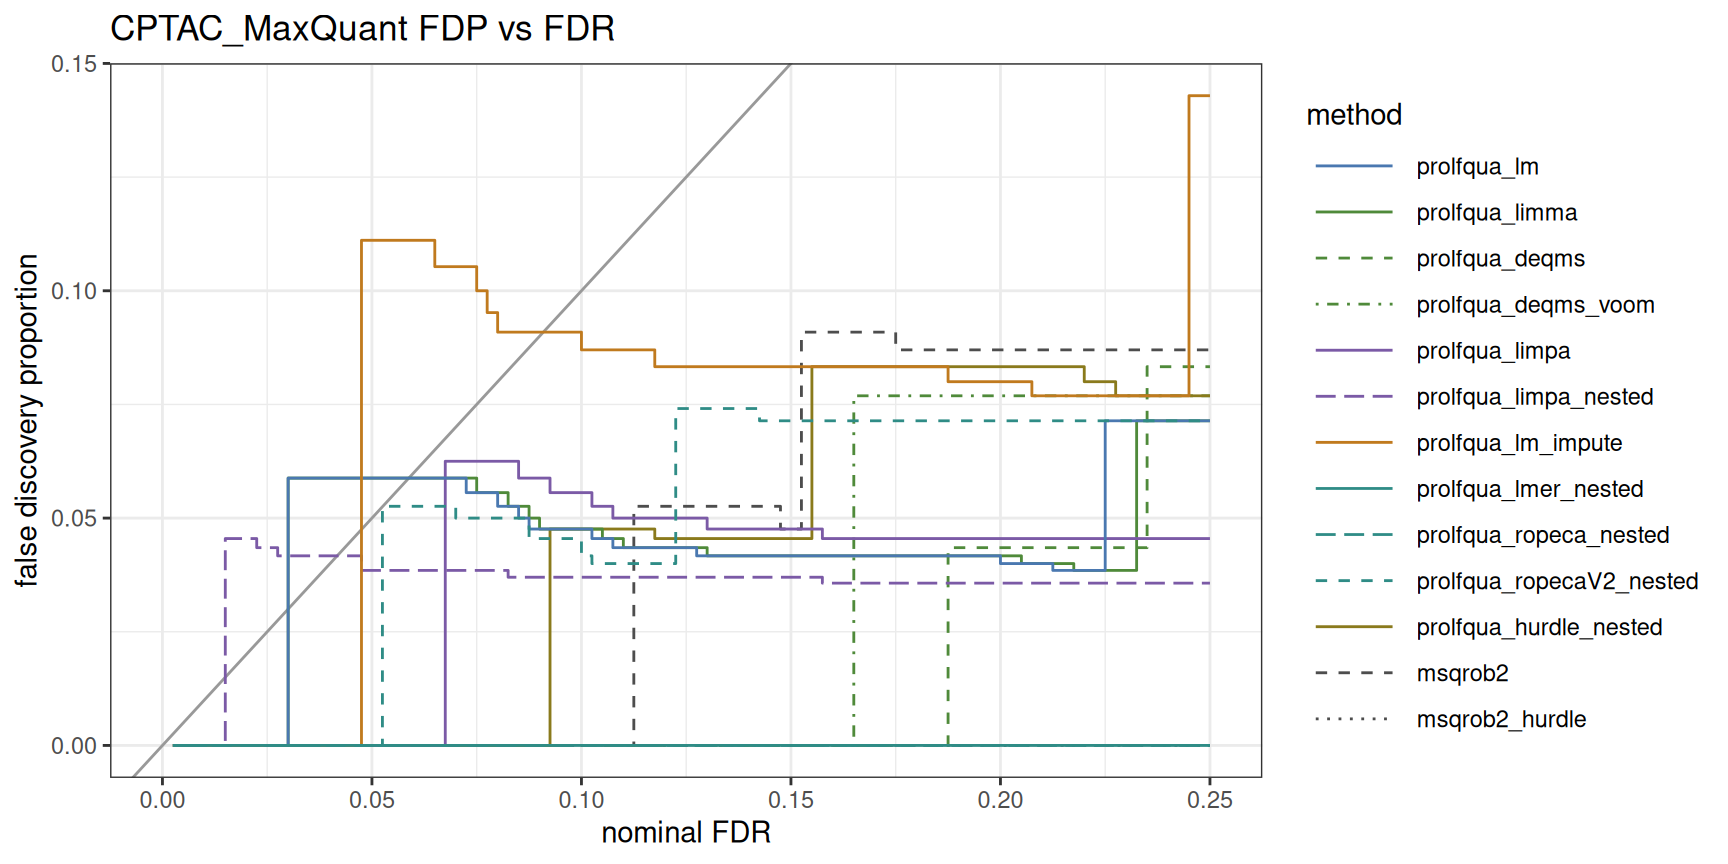 CPTAC_MaxQuant FDP vs FDR
0.15
0.10
0.05
0.00
false discovery proportion
0.00 0.05 0.10 0.15 0.20 0.25
nominal FDR
method
prolfqua_lm
prolfqua_limma
prolfqua_deqms
prolfqua_deqms_voom
prolfqua_limpa
prolfqua_limpa_nested
prolfqua_lm_impute
prolfqua_lmer_nested
prolfqua_ropeca_nested
prolfqua_ropecaV2_nested
prolfqua_hurdle_nested
msqrob2
msqrob2_hurdle